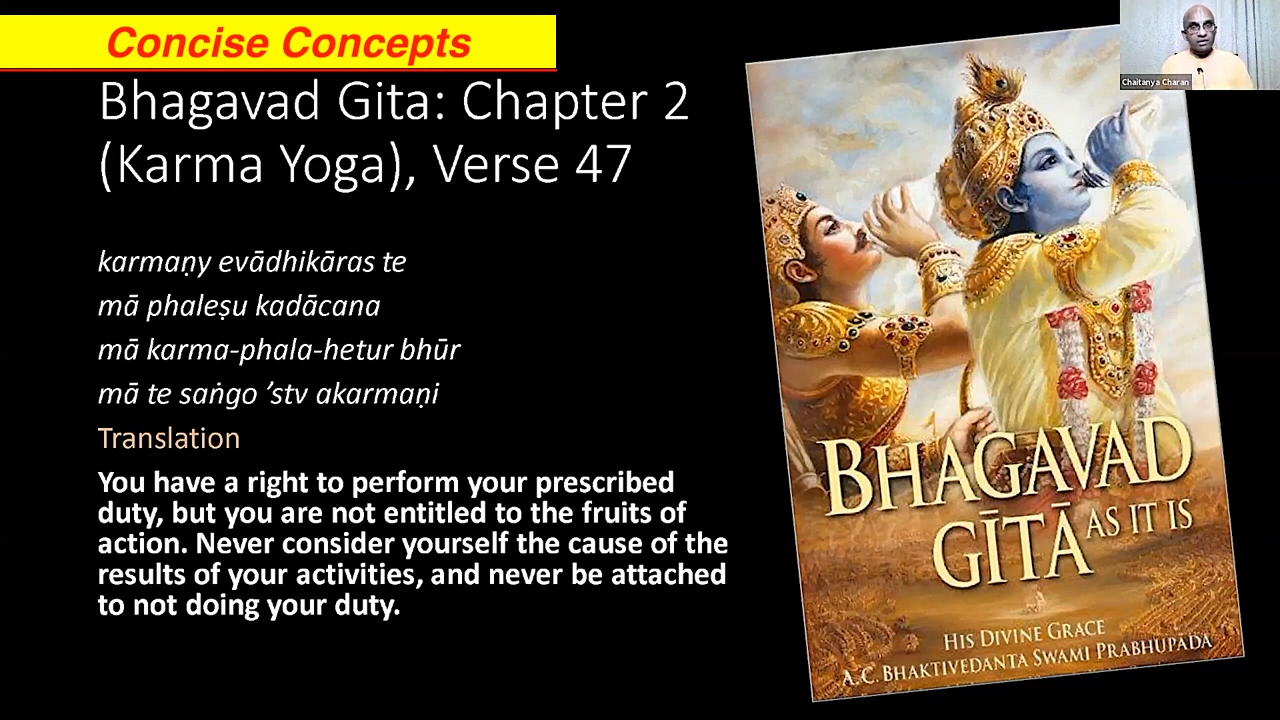 Concise Concepts
Chaitanya Charan
Bhagavad Gita: Chapter 2
(Karma Yoga), Verse 47
karmaṇy evādhikāras te
mā phaleṣu kadācana
mā karma-phala-hetur bhūr
mā te saṅgo ’stv akarmaṇi
Translation
You have a right to perform your prescribed
duty, but you are not entitled to the fruits of
action. Never consider yourself the cause of the
results of your activities, and never be attached
to not doing your duty.
BHAGAVAD
GĪTĀ AS IT IS
HIS DIVINE GRACE
A.C. BHAKTIVEDANTA SWAMI PRABHUPĀDA